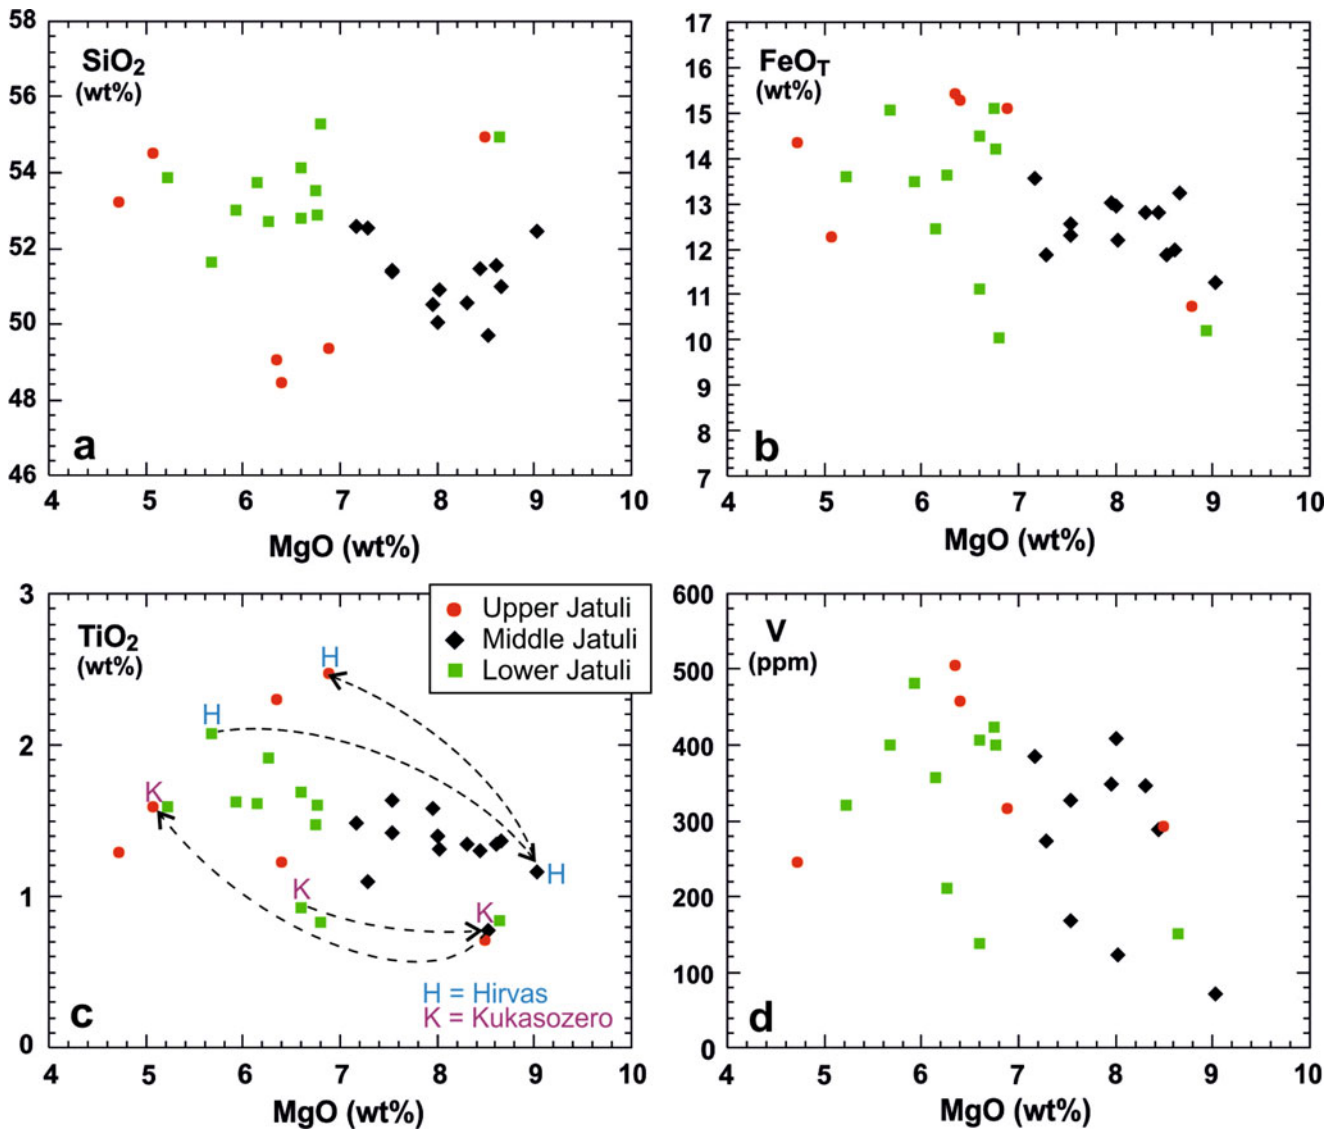 58
56
54
52
50
48
46
SiO2
(wt%)
a
4 5 6 7 8 9 10
MgO (wt%)
17
16
15
14
13
12
11
10
9
8
7
FeOT
(wt%)
b
4 5 6 7 8 9 10
MgO (wt%)
3
2
1
0
TiO2
(wt%)
Upper Jatuli
Middle Jatuli
Lower Jatuli
H
H
K
K
K
H
H = Hirvas
K = Kukasozero
c
4 5 6 7 8 9 10
MgO (wt%)
600
500
400
300
200
100
0
V
(ppm)
d
4 5 6 7 8 9 10
MgO (wt%)